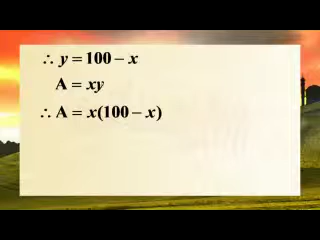 ∴ y = 100 – x
A = xy
∴ A = x(100 – x)